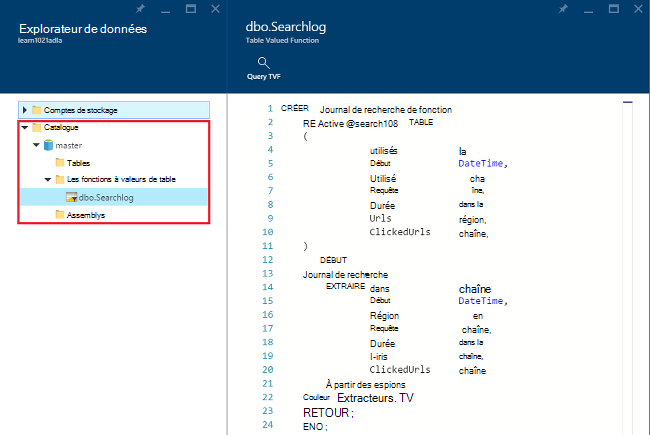 Explorateur de données
learn1021adla
Comptes de stockage
Catalogue
master
Tables
Les fonctions à valeurs de table
dbo.Searchlog
Assemblys
dbo.Searchlog
Table Valued Function
Query TVF
1 CRÉER Journal de recherche de fonction
2 RE Active @search108 TABLE
3 (
4 utilisés la
5 Début DateTime,
6 Utilisé cha
7 Requête îne,
8 Durée dans la
9 Urls région,
10 ClickedUrls chaîne,
11 )
12 DÉBUT
13 Journal de recherche
14 EXTRAIRE dans chaîne
15 Début DateTime,
16 Région en
17 Requête chaîne,
18 Durée dans la
19 I-iris chaîne,
20 ClickedUrls chaîne
21 À partir des espions
22 Couleur Extracteurs. TV
23 RETOUR ;
24 ENO ;